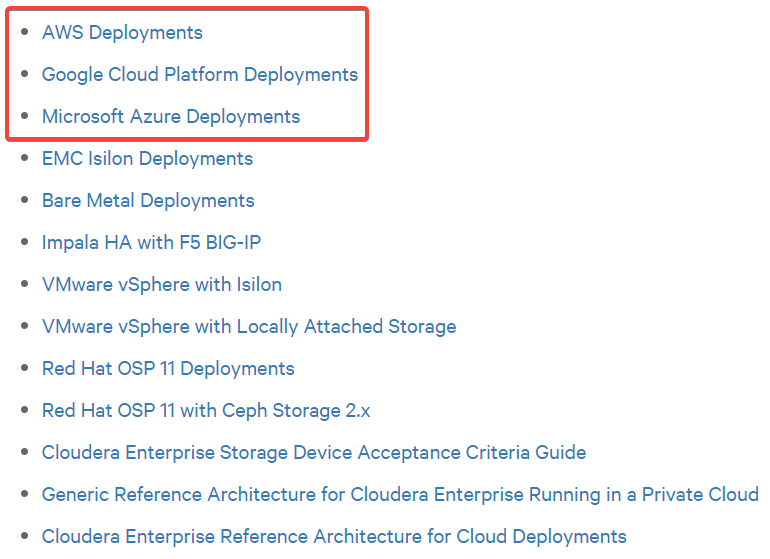 AWS Deployments
Google Cloud Platform Deployments
Microsoft Azure Deployments
EMC Isilon Deployments
Bare Metal Deployments
Impala HA with F5 BIG-IP
VMware vSphere with Isilon
VMware vSphere with Locally Attached Storage
Red Hat OSP 11 Deployments
Red Hat OSP 11 with Ceph Storage 2.x
Cloudera Enterprise Storage Device Acceptance Criteria Guide
Generic Reference Architecture for Cloudera Enterprise Running in a Private Cloud
Cloudera Enterprise Reference Architecture for Cloud Deployments